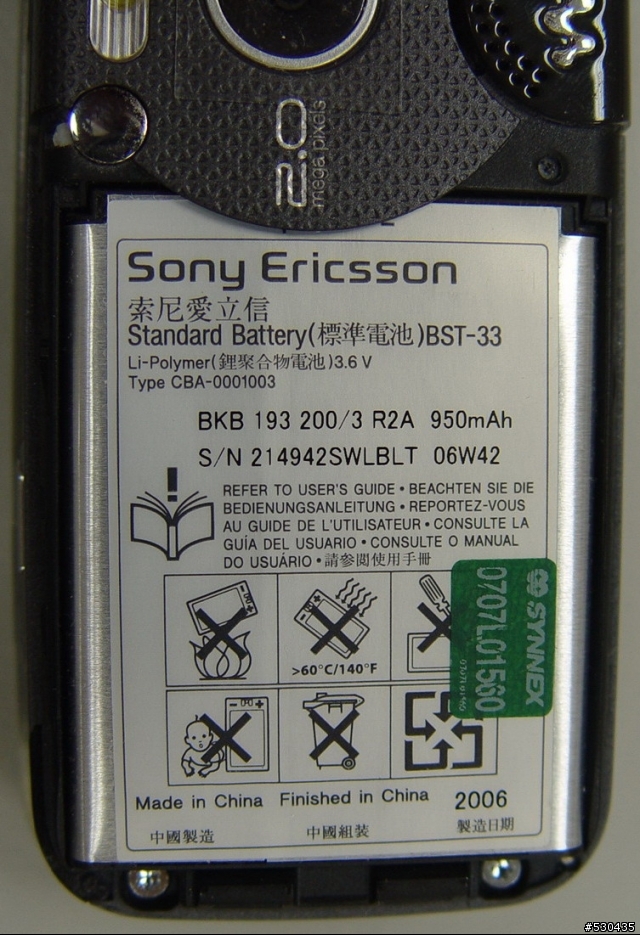 2.0
mega pixels
Sony Ericsson
索尼愛立信
Standard Battery(標準電池)BST-33
Li-Polymer(鋰聚合物電池)3.6 V
Type CBA-0001003
BKB 193 200/3 R2A 950mAh
S/N 214942SWLBLT 06W42
REFER TO USER'S GUIDE • BEACHTEN SIE DIE
BEDIENUNGSANLEITUNG • REPORTEZ-VOUS
AU GUIDE DE L'UTILISATEUR • CONSULTE LA
GUÍA DEL USUARIO • CONSULTE O MANUAL
DO USUÁRIO • 請參閱使用手冊
SYNNEX
0707L01560
>60°C/140°F
Made in China Finished in China 2006
中國製造 中國組裝 製造日期
#530435